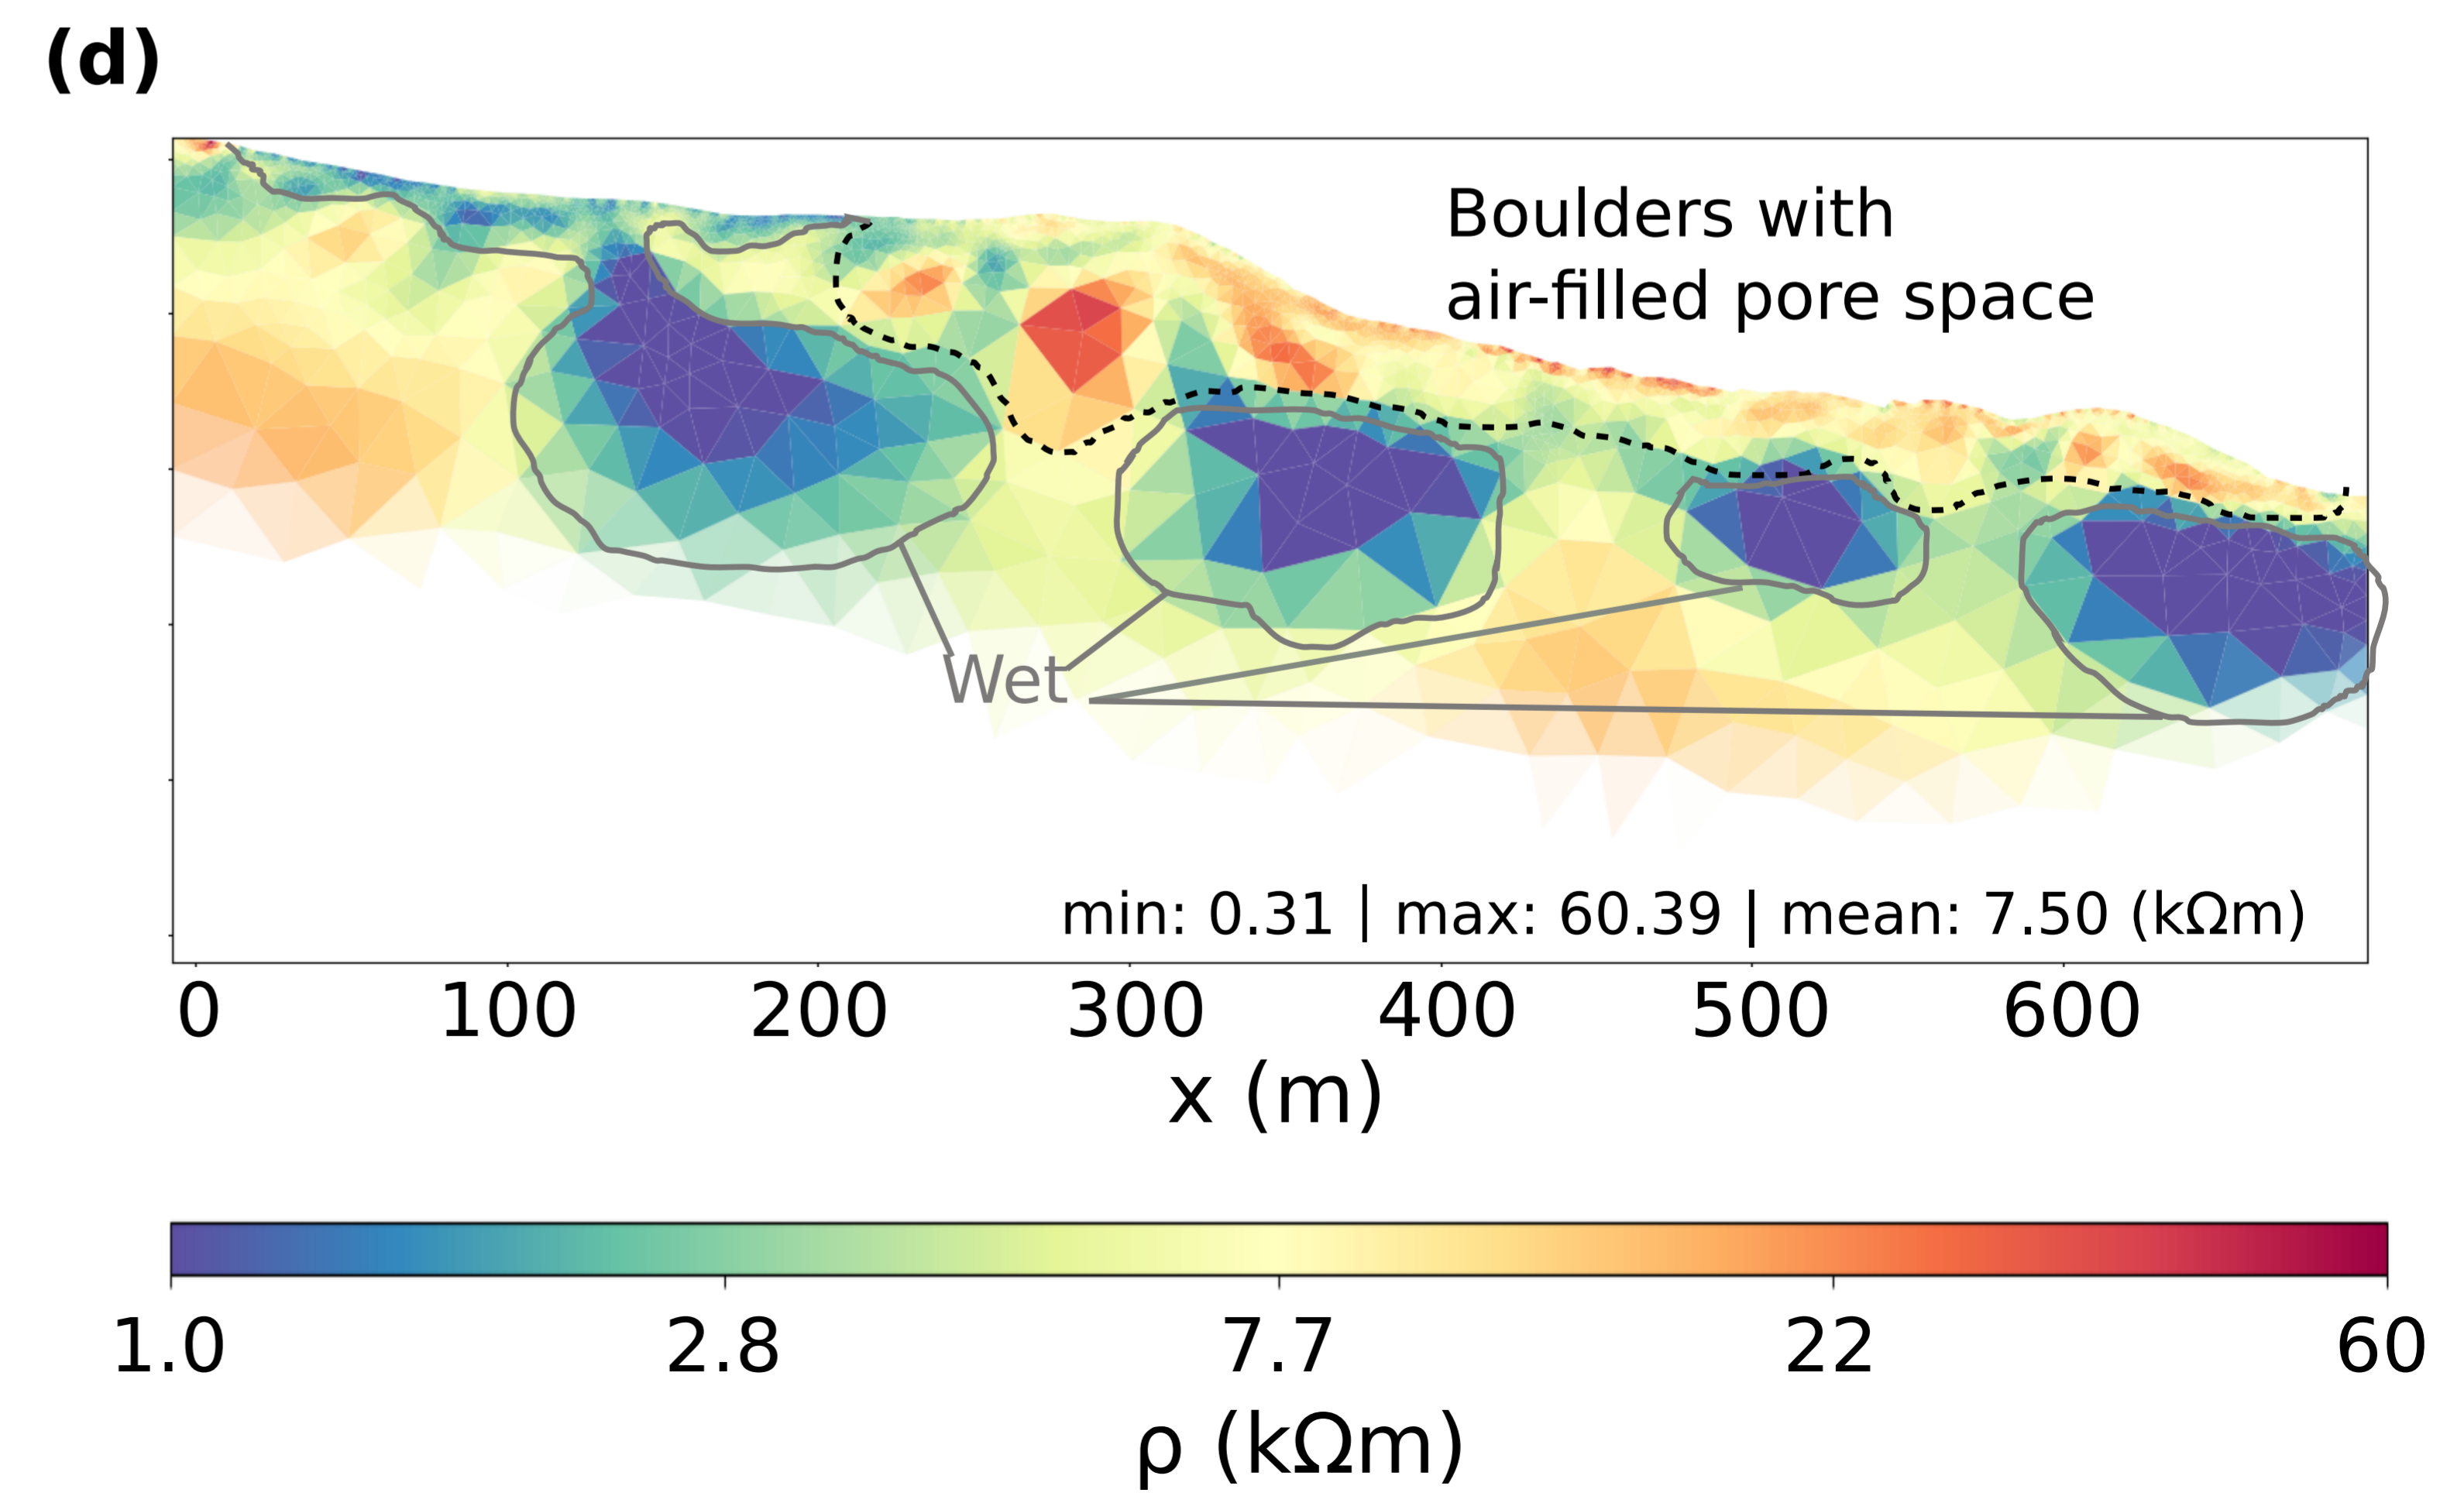 (d)
Boulders with
air-filled pore space
Wet
min: 0.31 | max: 60.39 | mean: 7.50 (kΩm)
0 100 200 300 400 500 600
x (m)
1.0 2.8 7.7 22 60
ρ (kΩm)